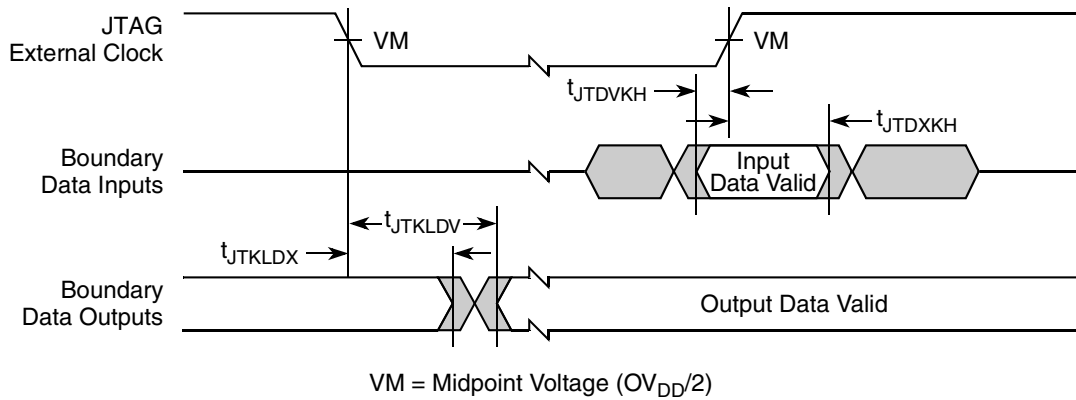 JTAG
External Clock
VM
VM
tJTDVKH
tJTDXKH
Boundary
Data Inputs
Input
Data Valid
tJTKLDV
tJTKLDX
Boundary
Data Outputs
Output Data Valid
VM = Midpoint Voltage (OVDD/2)